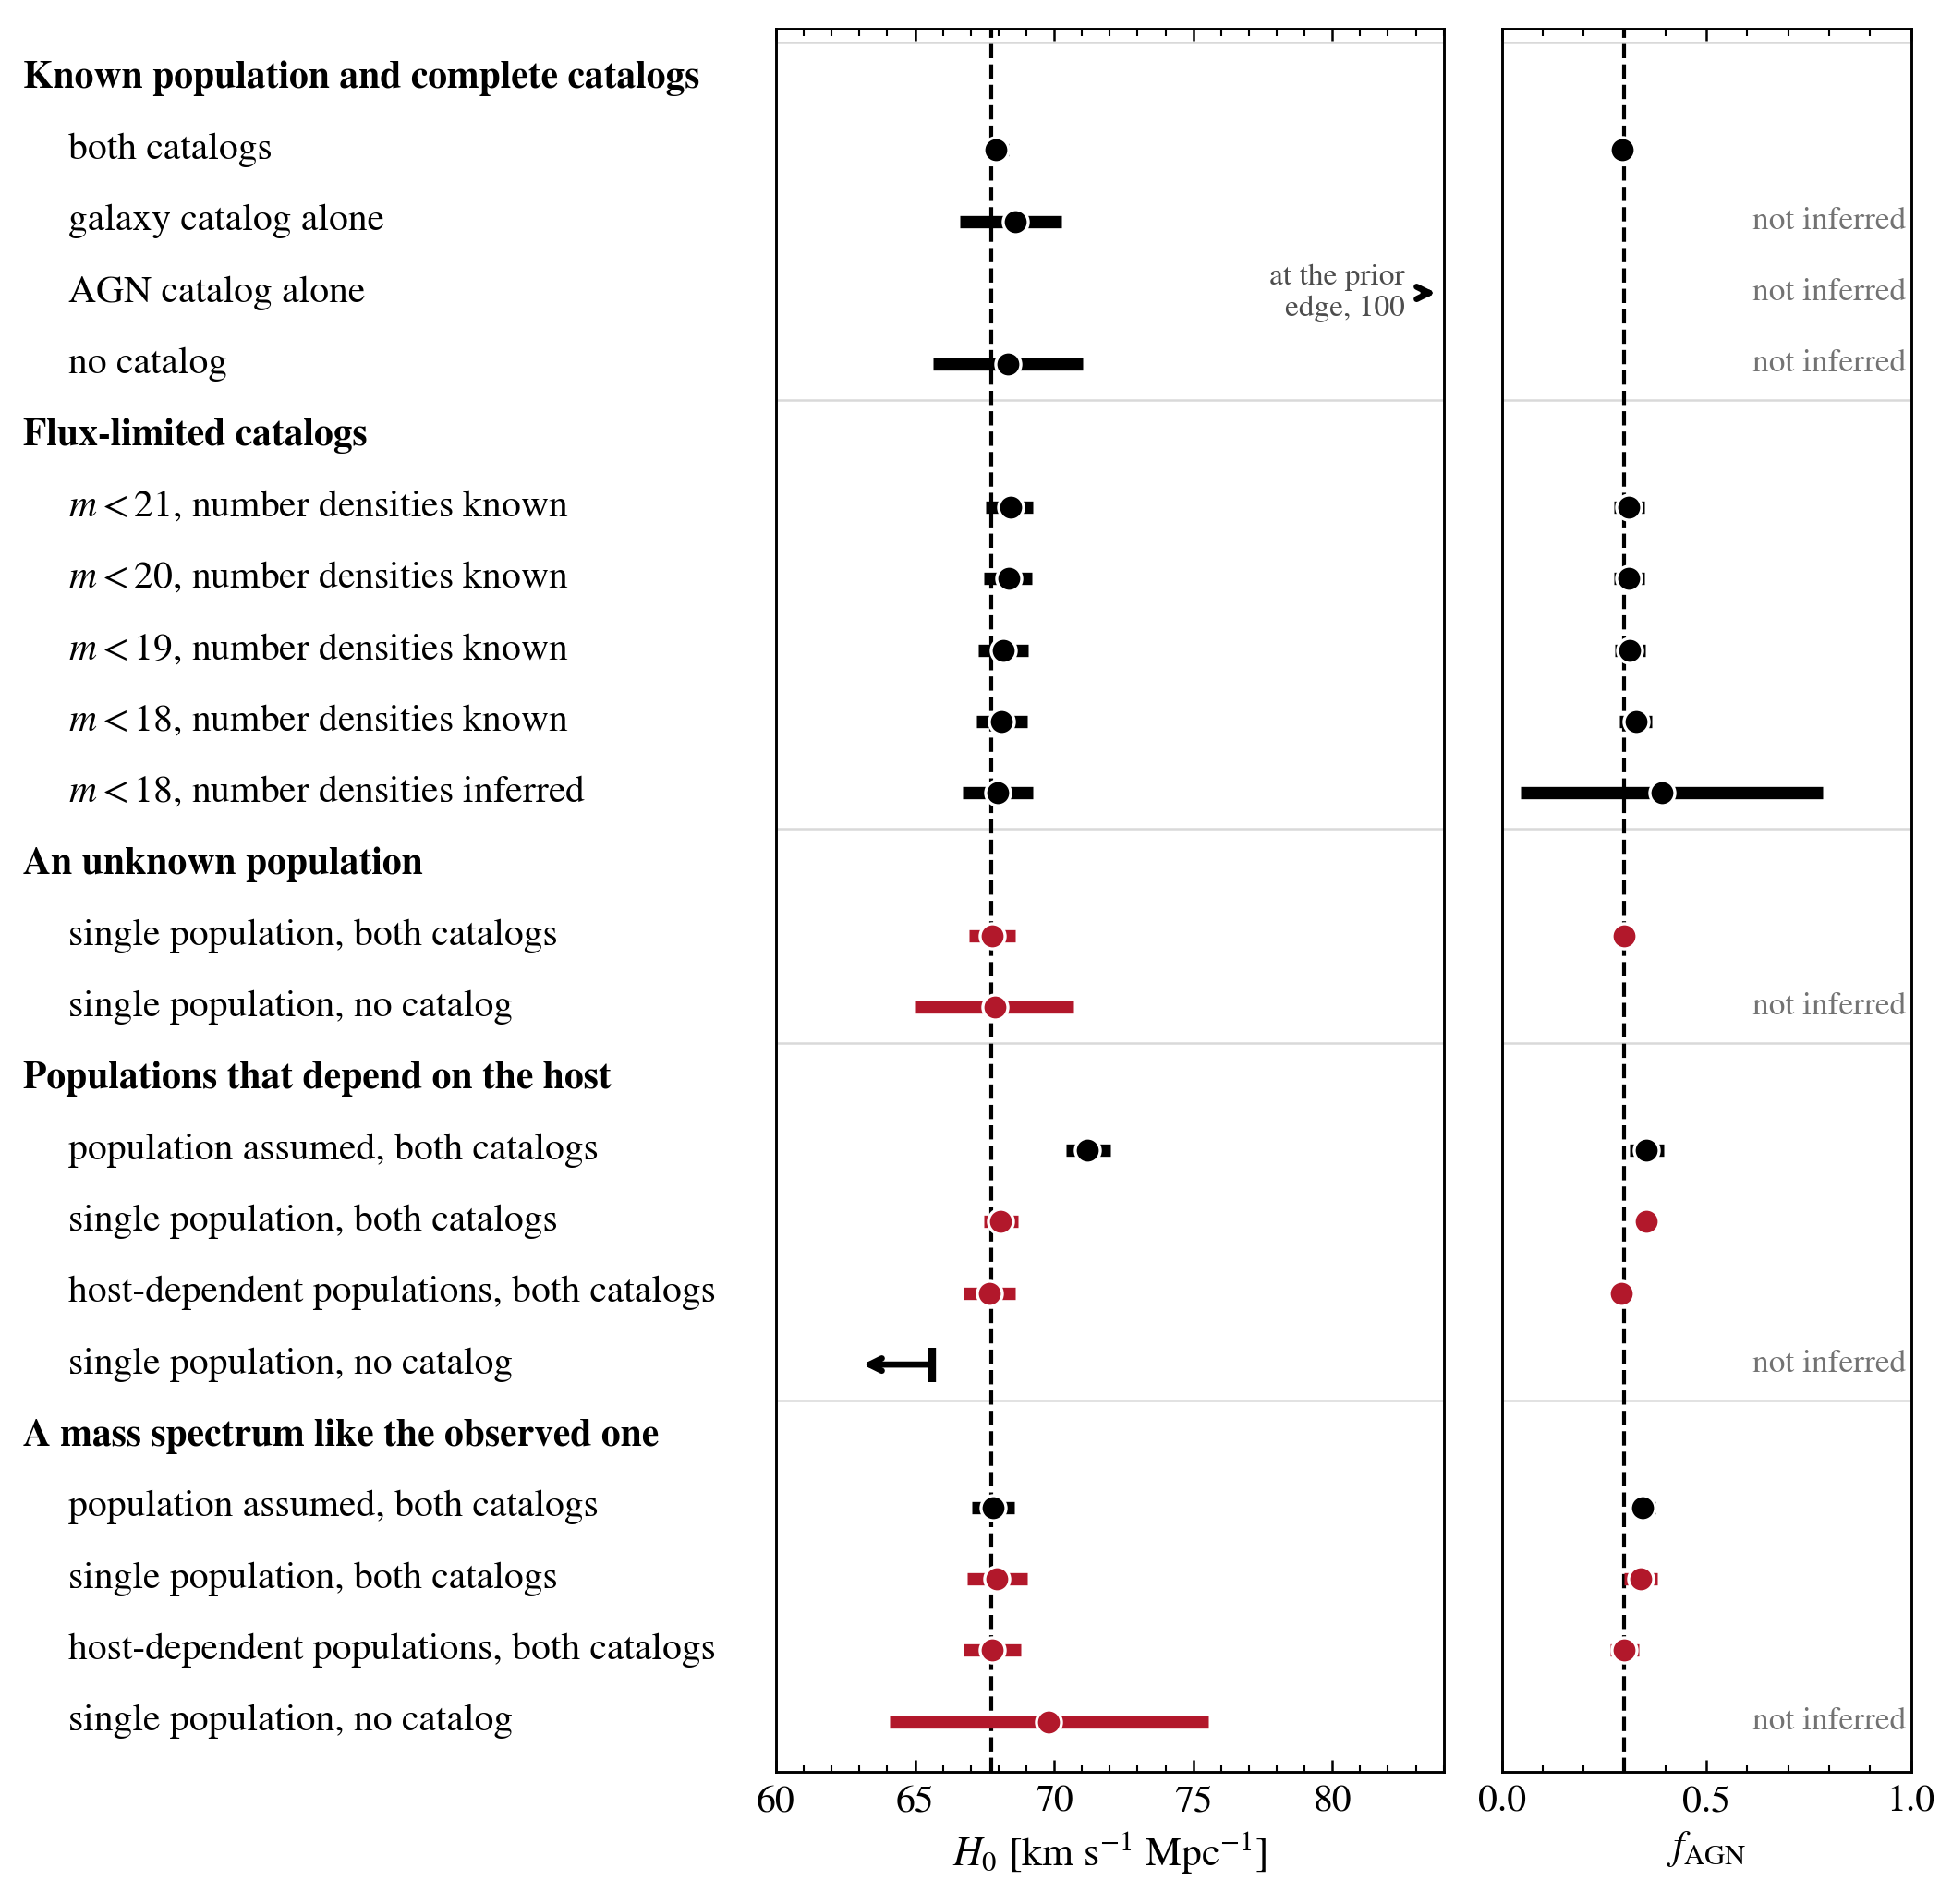 Known population and complete catalogs
both catalogs
galaxy catalog alone
not inferred
AGN catalog alone
at the prior
edge, 100
not inferred
no catalog
not inferred
Flux-limited catalogs
m < 21, number densities known
m < 20, number densities known
m < 19, number densities known
m < 18, number densities known
m < 18, number densities inferred
An unknown population
single population, both catalogs
single population, no catalog
not inferred
Populations that depend on the host
population assumed, both catalogs
single population, both catalogs
host-dependent populations, both catalogs
single population, no catalog
not inferred
A mass spectrum like the observed one
population assumed, both catalogs
single population, both catalogs
host-dependent populations, both catalogs
single population, no catalog
not inferred
60 65 70 75 80
0.0 0.5 1.0
H₀ [km s⁻¹ Mpc⁻¹]
f_AGN